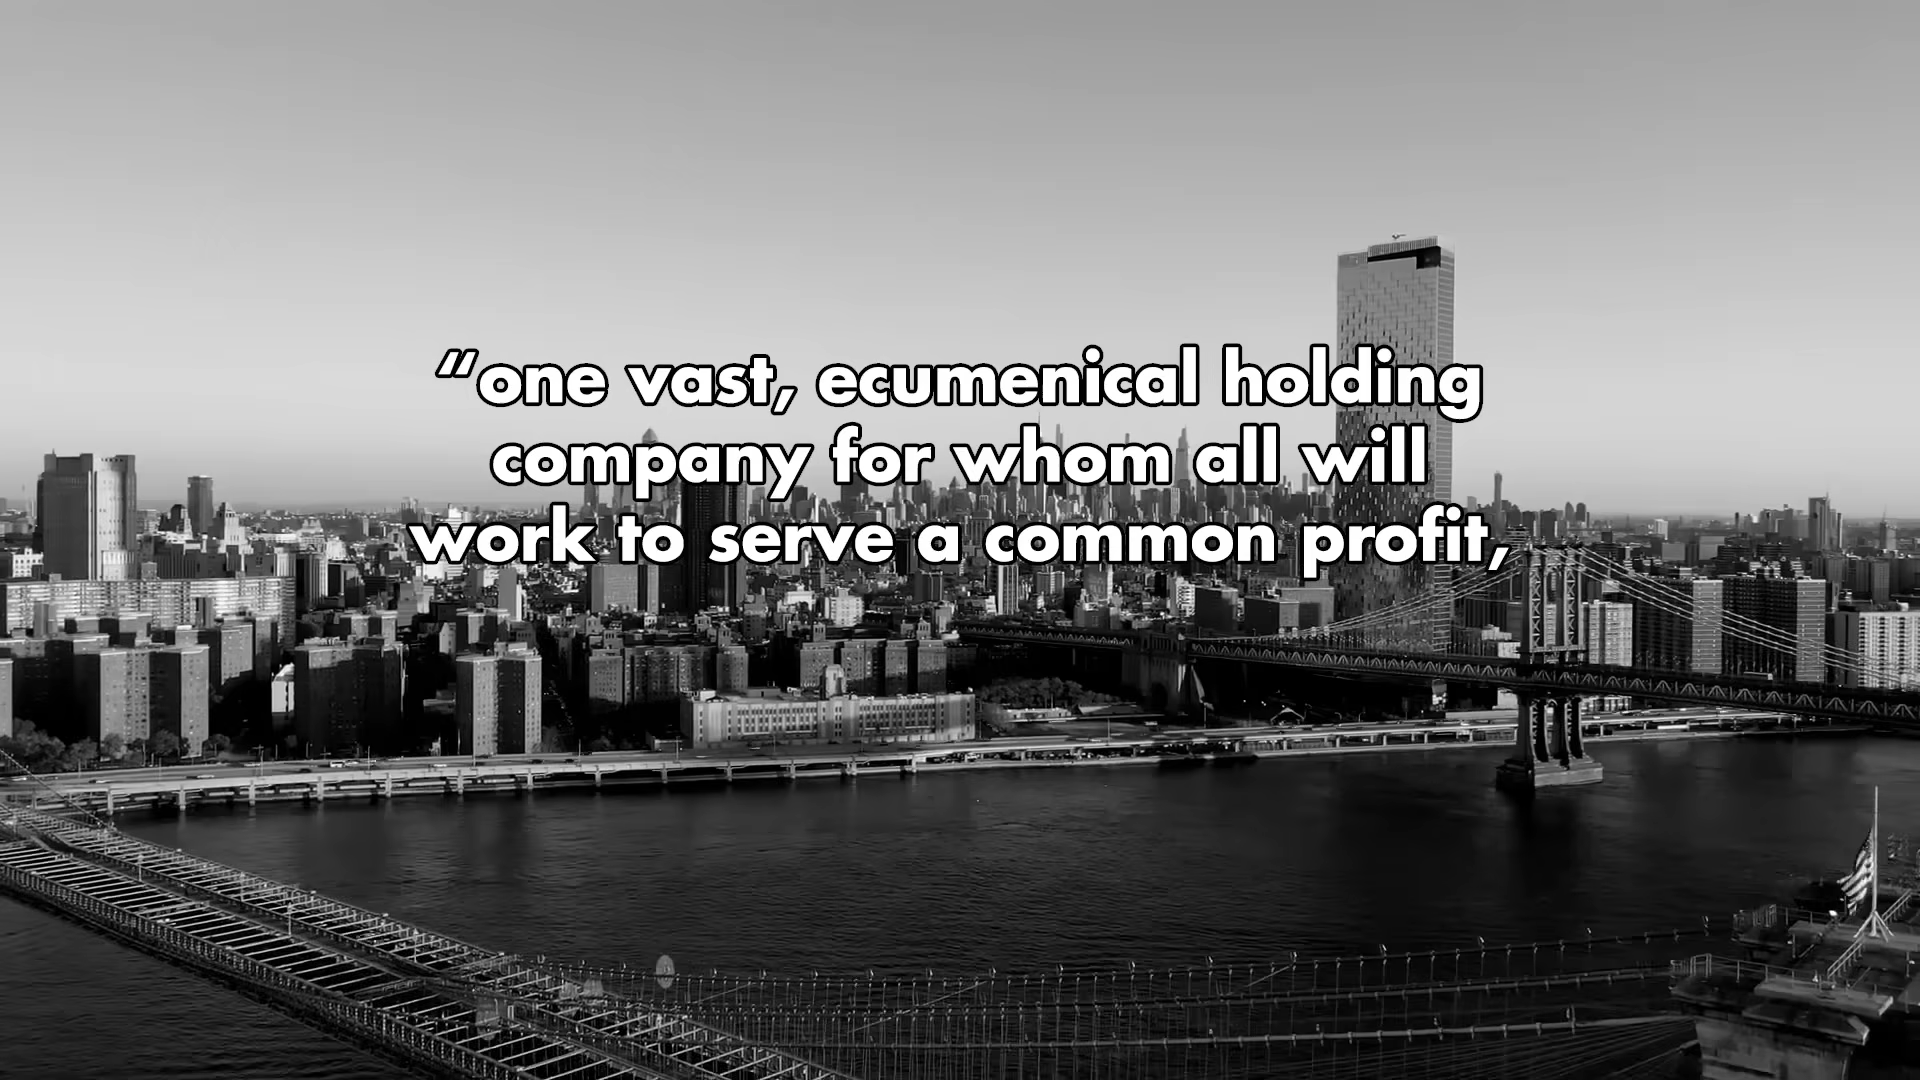 “one vast, ecumenical holding
company for whom all will
work to serve a common profit,